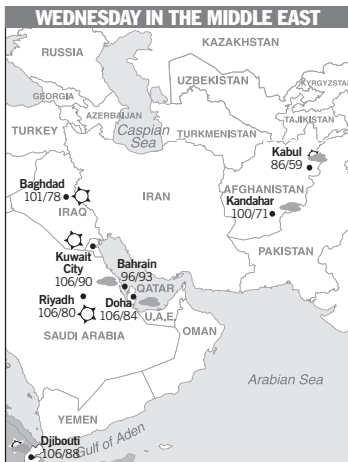 WEDNESDAY IN THE MIDDLE EAST
KAZAKHSTAN
RUSSIA
UZBEKISTAN
KYRGYZSTAN
GEORGIA
AZERBAIJAN
TAJIKISTAN
TURKEY
Caspian
Sea
TURKMENISTAN
Kabul
86/59
Baghdad
101/78
IRAQ
IRAN
AFGHANISTAN
Kandahar
100/71
PAKISTAN
Kuwait
City
106/90
Bahrain
96/93
QATAR
Riyadh
106/80
Doha
106/84
U.A.E.
SAUDI ARABIA
OMAN
Arabian Sea
YEMEN
Gulf of Aden
Djibouti
106/88